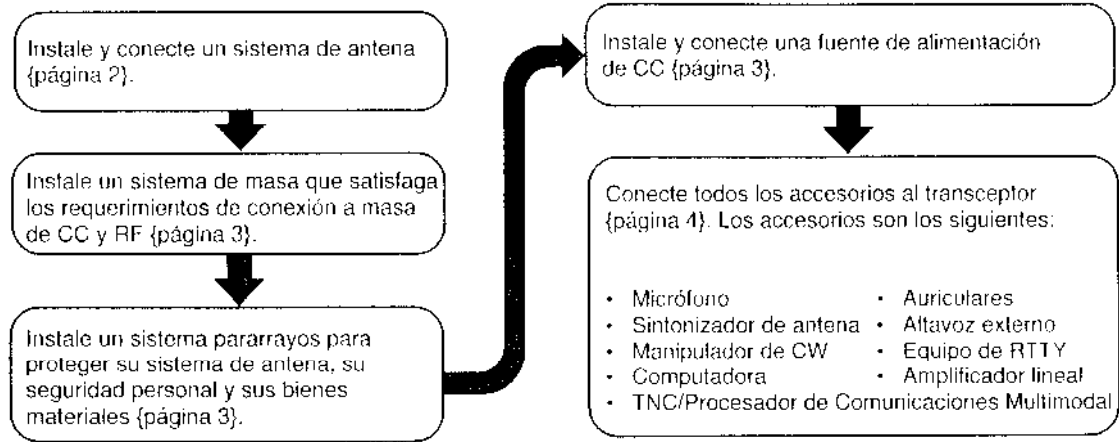 Instale y conecte un sistema de antena
{página 2}.
Instale un sistema de masa que satisfaga
los requerimientos de conexión a masa
de CC y RF {página 3}.
Instale un sistema pararrayos para
proteger su sistema de antena, su
seguridad personal y sus bienes
materiales {página 3}.
Instale y conecte una fuente de alimentación
de CC {página 3}.
Conecte todos los accesorios al transceptor
{página 4}. Los accesorios son los siguientes:
• Micrófono • Auriculares
• Sintonizador de antena • Altavoz externo
• Manipulador de CW • Equipo de RTTY
• Computadora • Amplificador lineal
• TNC/Procesador de Comunicaciones Multimodal